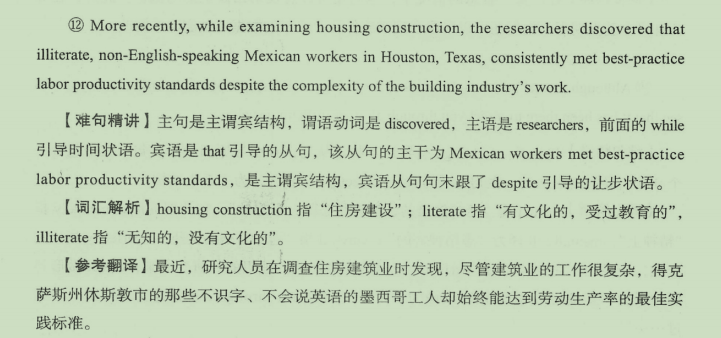 ⑫ More recently, while examining housing construction, the researchers discovered that
illiterate, non-English-speaking Mexican workers in Houston, Texas, consistently met best-practice
labor productivity standards despite the complexity of the building industry's work.
【难句精讲】主句是主谓宾结构，谓语动词是 discovered，主语是 researchers，前面的 while
引导时间状语。宾语是 that 引导的从句，该从句的主干为 Mexican workers met best-practice
labor productivity standards，是主谓宾结构，宾语从句句末跟了 despite 引导的让步状语。
【词汇解析】housing construction 指“住房建设”；literate 指“有文化的，受过教育的”，
illiterate 指“无知的，没有文化的”。
【参考翻译】最近，研究人员在调查住房建筑业时发现，尽管建筑业的工作很复杂，得克
萨斯州休斯敦市的那些不识字、不会说英语的墨西哥工人却始终能达到劳动生产率的最佳实
践标准。